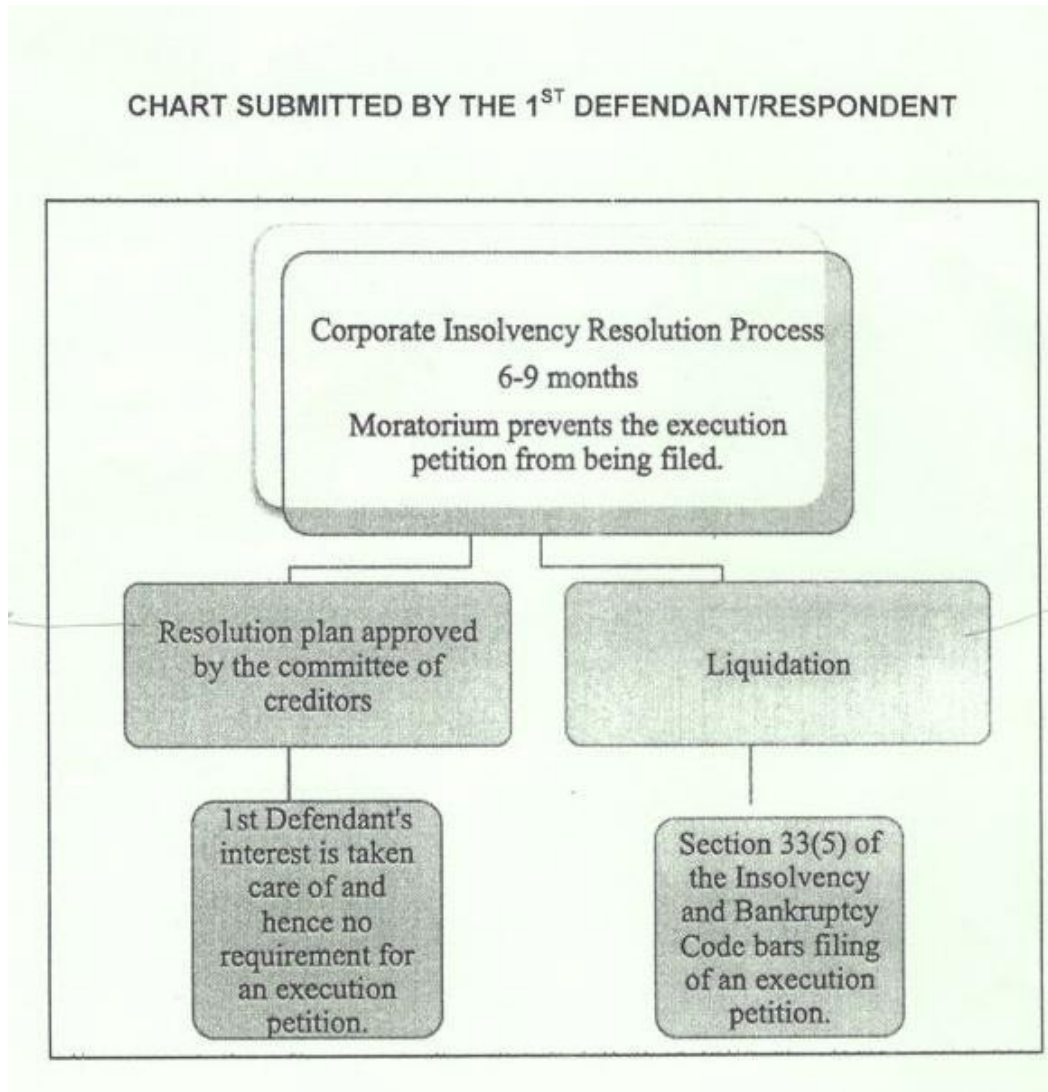 CHART SUBMITTED BY THE 1ST DEFENDANT/RESPONDENT
Corporate Insolvency Resolution Process
6-9 months
Moratorium prevents the execution
petition from being filed.
Resolution plan approved
by the committee of
creditors
Liquidation
1st Defendant's
interest is taken
care of and
hence no
requirement for
an execution
petition.
Section 33(5) of
the Insolvency
and Bankruptcy
Code bars filing
of an execution
petition.